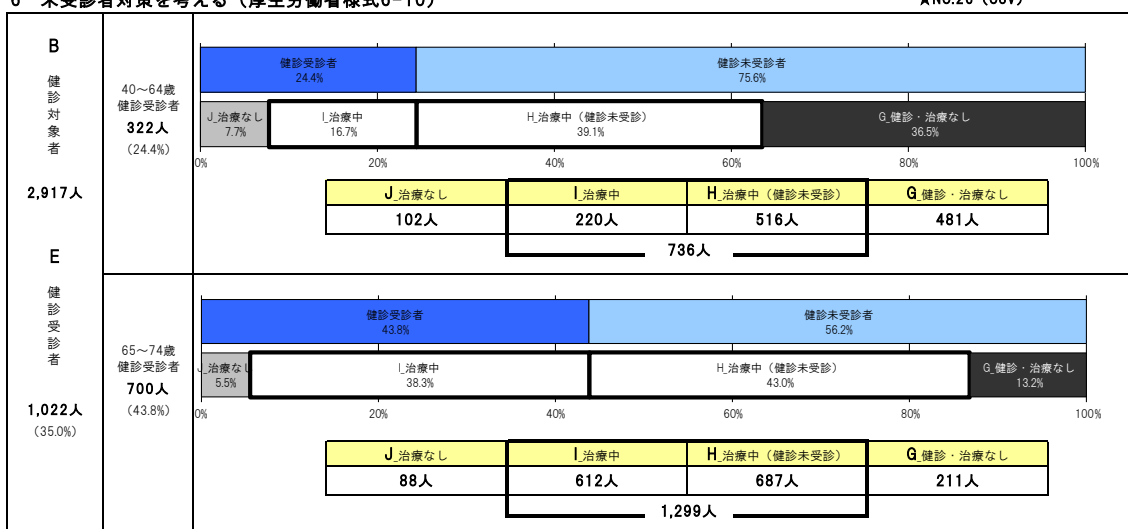 6 未受診者対策を考える（厚生労働省様式6-10）
★NO.26（CSV）
B
健診対象者
2,917人
E
健診受診者
1,022人
(35.0%)
40～64歳
健診受診者
322人
(24.4%)
健診受診者
24.4%
健診未受診者
75.6%
J_治療なし
7.7%
I_治療中
16.7%
H_治療中（健診未受診）
39.1%
G_健診・治療なし
36.5%
0% 20% 40% 60% 80% 100%
J_治療なし I_治療中 H_治療中（健診未受診） G_健診・治療なし
102人 220人 516人 481人
736人
65～74歳
健診受診者
700人
(43.8%)
健診受診者
43.8%
健診未受診者
56.2%
J_治療なし
5.5%
I_治療中
38.3%
H_治療中（健診未受診）
43.0%
G_健診・治療なし
13.2%
0% 20% 40% 60% 80% 100%
J_治療なし I_治療中 H_治療中（健診未受診） G_健診・治療なし
88人 612人 687人 211人
1,299人